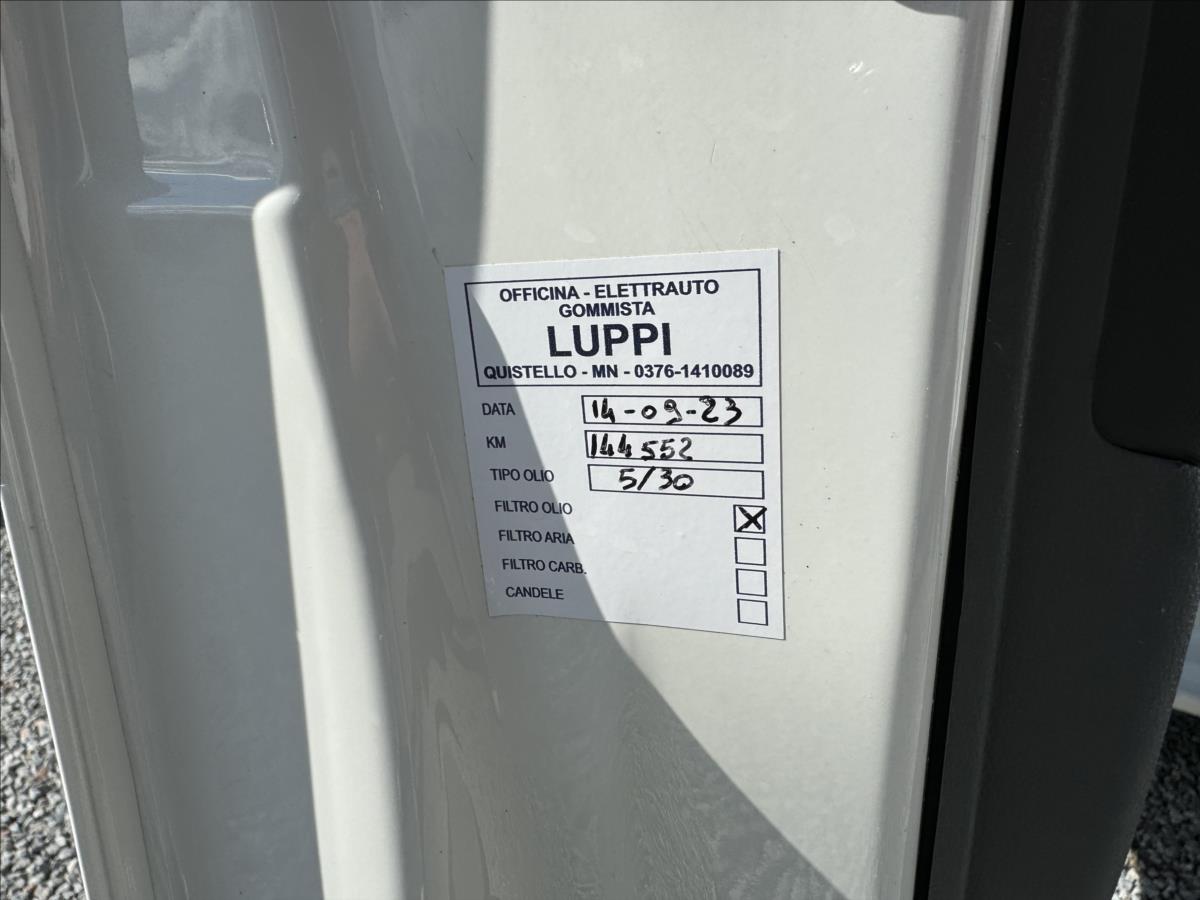 OFFICINA - ELETTRAUTO
GOMMISTA
LUPPI
QUISTELLO - MN - 0376-1410089
DATA 14-09-23
KM 144552
TIPO OLIO 5/30
FILTRO OLIO X
FILTRO ARIA
FILTRO CARB.
CANDELE